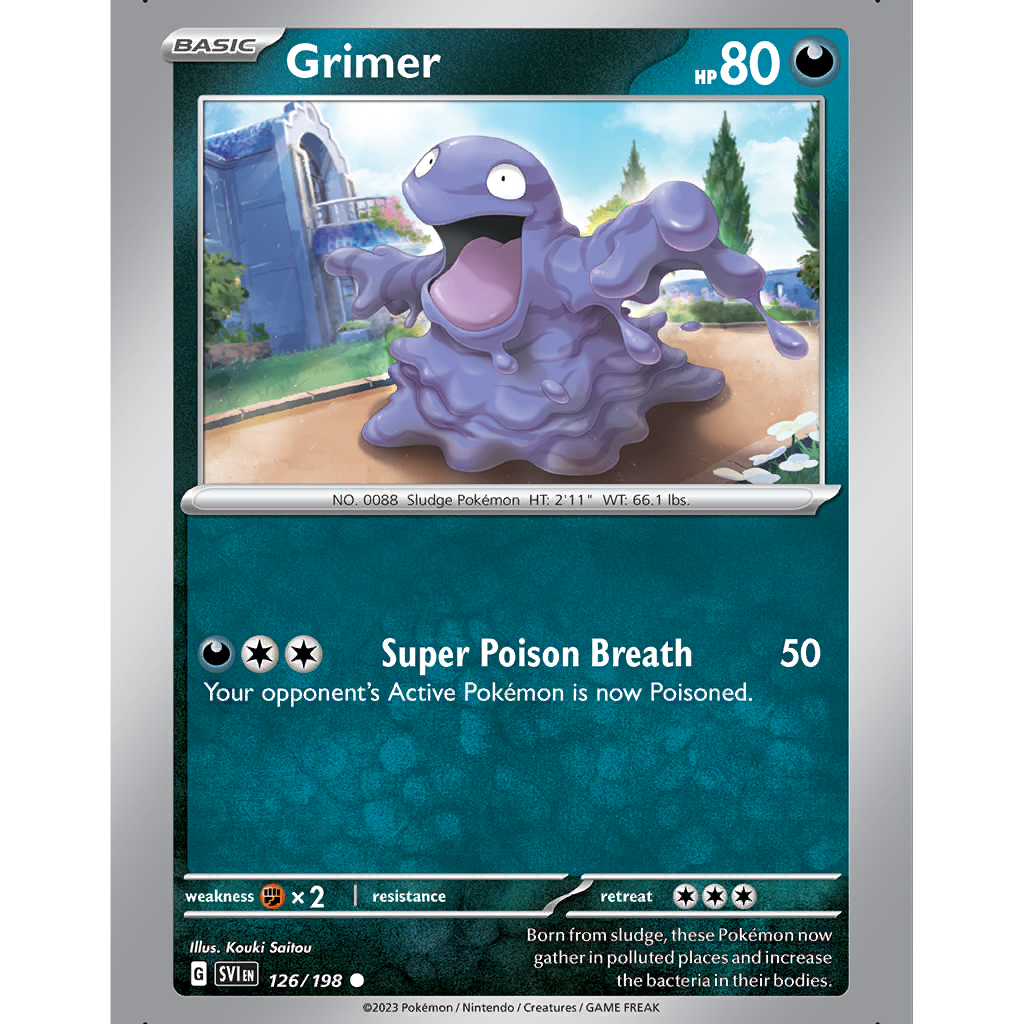 BASIC
Grimer
HP 80
NO. 0088 Sludge Pokémon HT: 2'11" WT: 66.1 lbs.
Super Poison Breath 50
Your opponent's Active Pokémon is now Poisoned.
weakness ×2 resistance retreat
Illus. Kouki Saitou
Born from sludge, these Pokémon now
gather in polluted places and increase
the bacteria in their bodies.
G SVI EN 126/198
©2023 Pokémon / Nintendo / Creatures / GAME FREAK